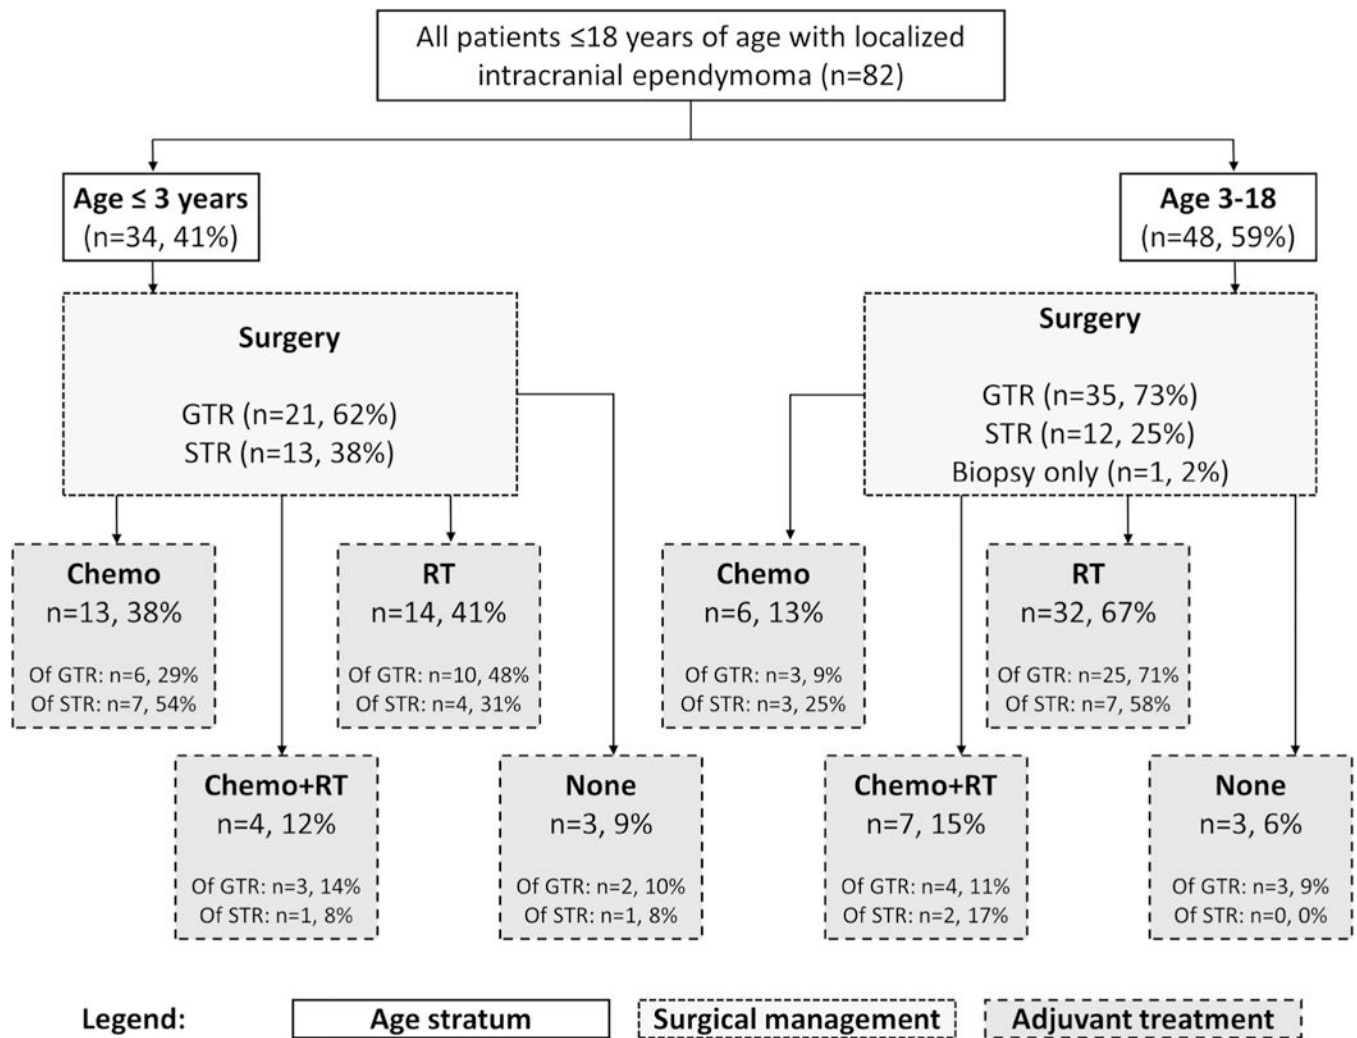 All patients ≤18 years of age with localized
intracranial ependymoma (n=82)
Age ≤ 3 years
(n=34, 41%)
Age 3-18
(n=48, 59%)
Surgery
GTR (n=21, 62%)
STR (n=13, 38%)
Surgery
GTR (n=35, 73%)
STR (n=12, 25%)
Biopsy only (n=1, 2%)
Chemo
n=13, 38%
Of GTR: n=6, 29%
Of STR: n=7, 54%
RT
n=14, 41%
Of GTR: n=10, 48%
Of STR: n=4, 31%
Chemo
n=6, 13%
Of GTR: n=3, 9%
Of STR: n=3, 25%
RT
n=32, 67%
Of GTR: n=25, 71%
Of STR: n=7, 58%
Chemo+RT
n=4, 12%
Of GTR: n=3, 14%
Of STR: n=1, 8%
None
n=3, 9%
Of GTR: n=2, 10%
Of STR: n=1, 8%
Chemo+RT
n=7, 15%
Of GTR: n=4, 11%
Of STR: n=2, 17%
None
n=3, 6%
Of GTR: n=3, 9%
Of STR: n=0, 0%
Legend:
Age stratum
Surgical management
Adjuvant treatment